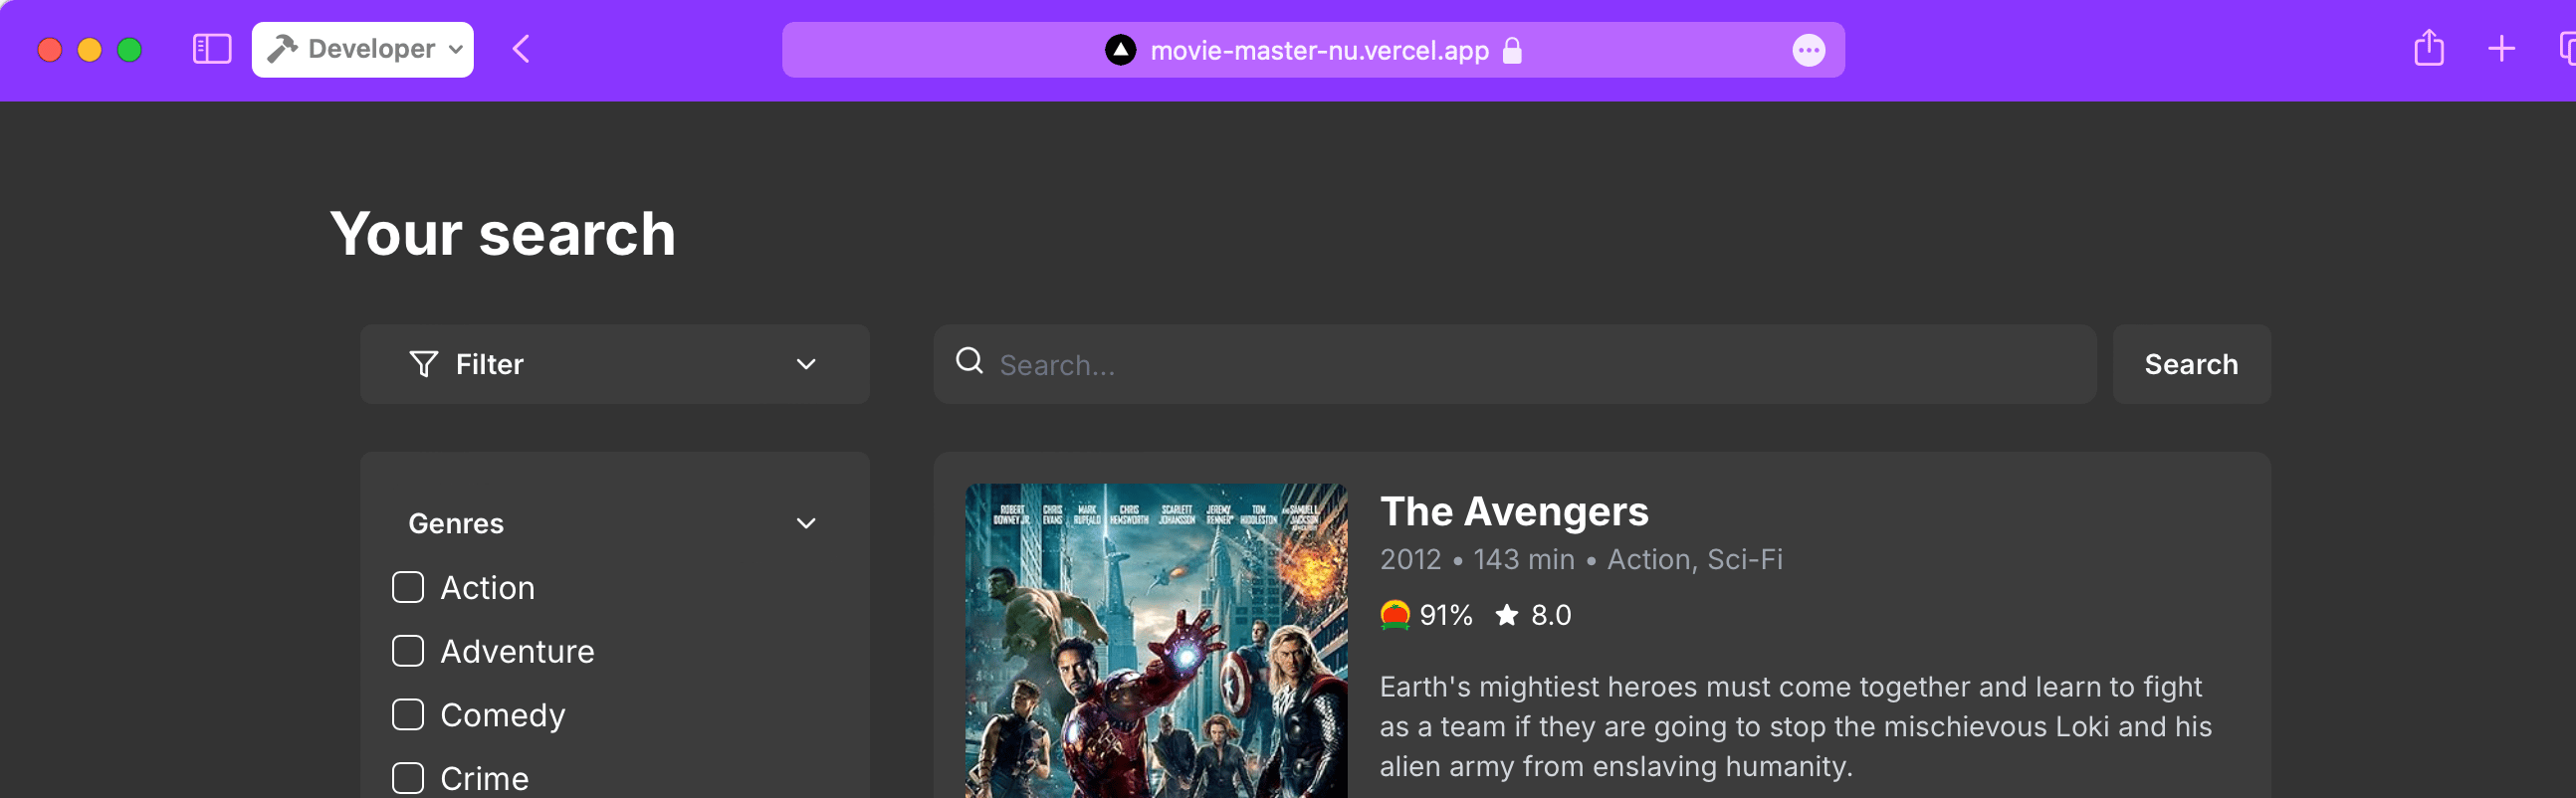 Developer
movie-master-nu.vercel.app
Your search
Filter
Search...
Search
Genres
Action
Adventure
Comedy
Crime
ROBERT DOWNEY JR. CHRIS EVANS MARK RUFFALO CHRIS HEMSWORTH SCARLETT JOHANSSON JEREMY RENNER TOM HIDDLESTON AND SAMUEL L. JACKSON
The Avengers
2012 • 143 min • Action, Sci-Fi
91% ★ 8.0
Earth's mightiest heroes must come together and learn to fight
as a team if they are going to stop the mischievous Loki and his
alien army from enslaving humanity.